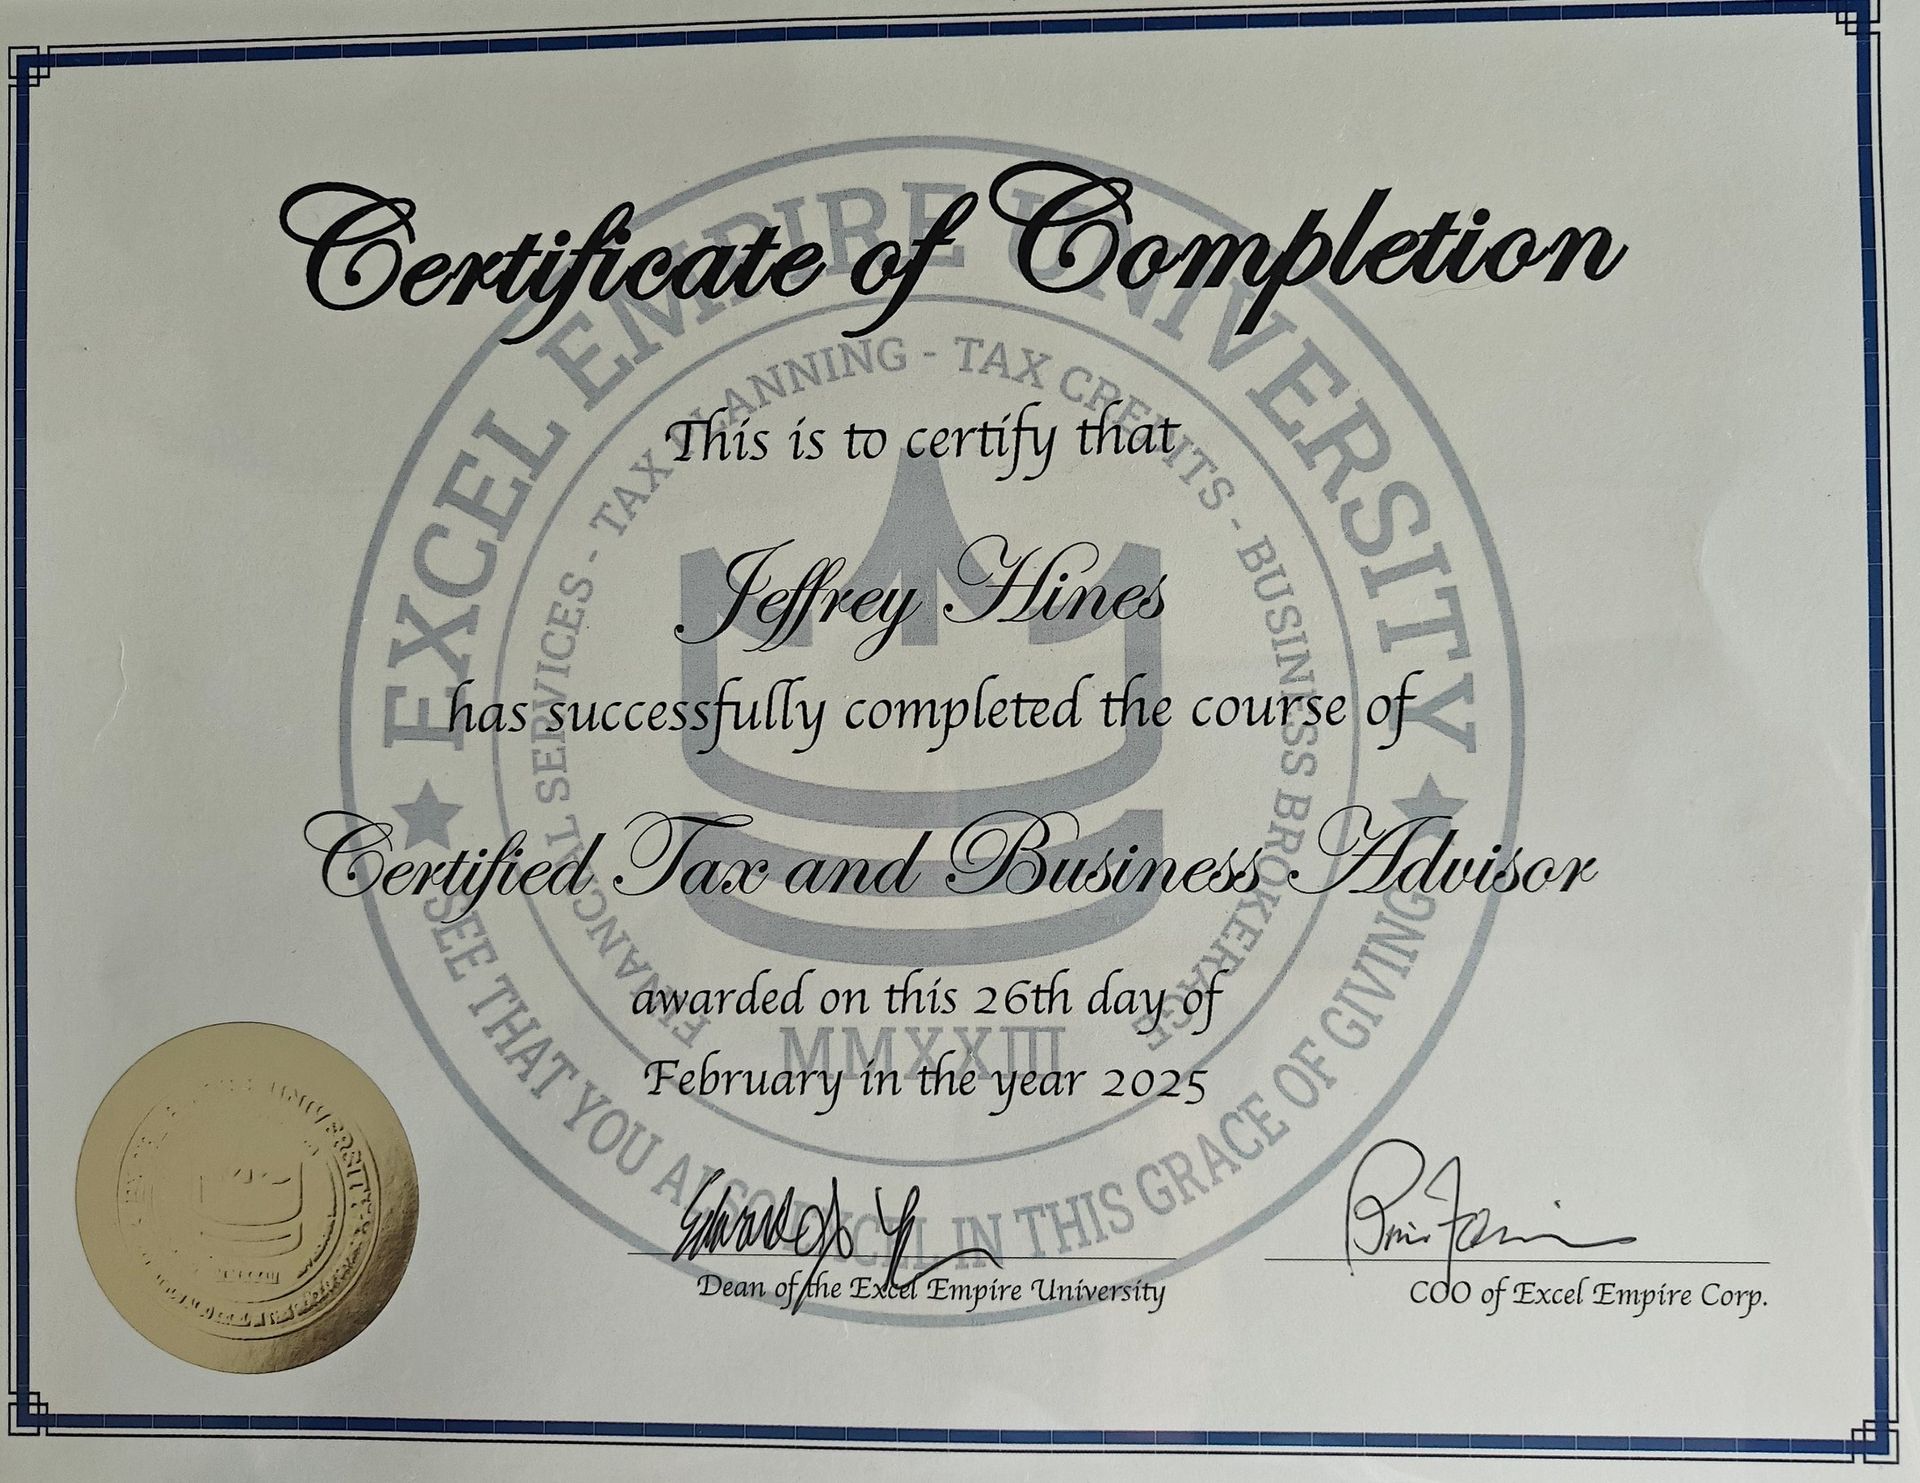 Certificate of Completion
EXCEL EMPIRE UNIVERSITY
FINANCIAL SERVICES - TAX PLANNING - TAX CREDITS - BUSINESS BROKERAGE
This is to certify that
Jeffrey Hines
has successfully completed the course of
Certified Tax and Business Advisor
awarded on this 26th day of
MMXXIII
February in the year 2025
SEE THAT YOU ALSO EXCEL IN THIS GRACE OF GIVING
Dean of the Excel Empire University
COO of Excel Empire Corp.
UNIVERSITY